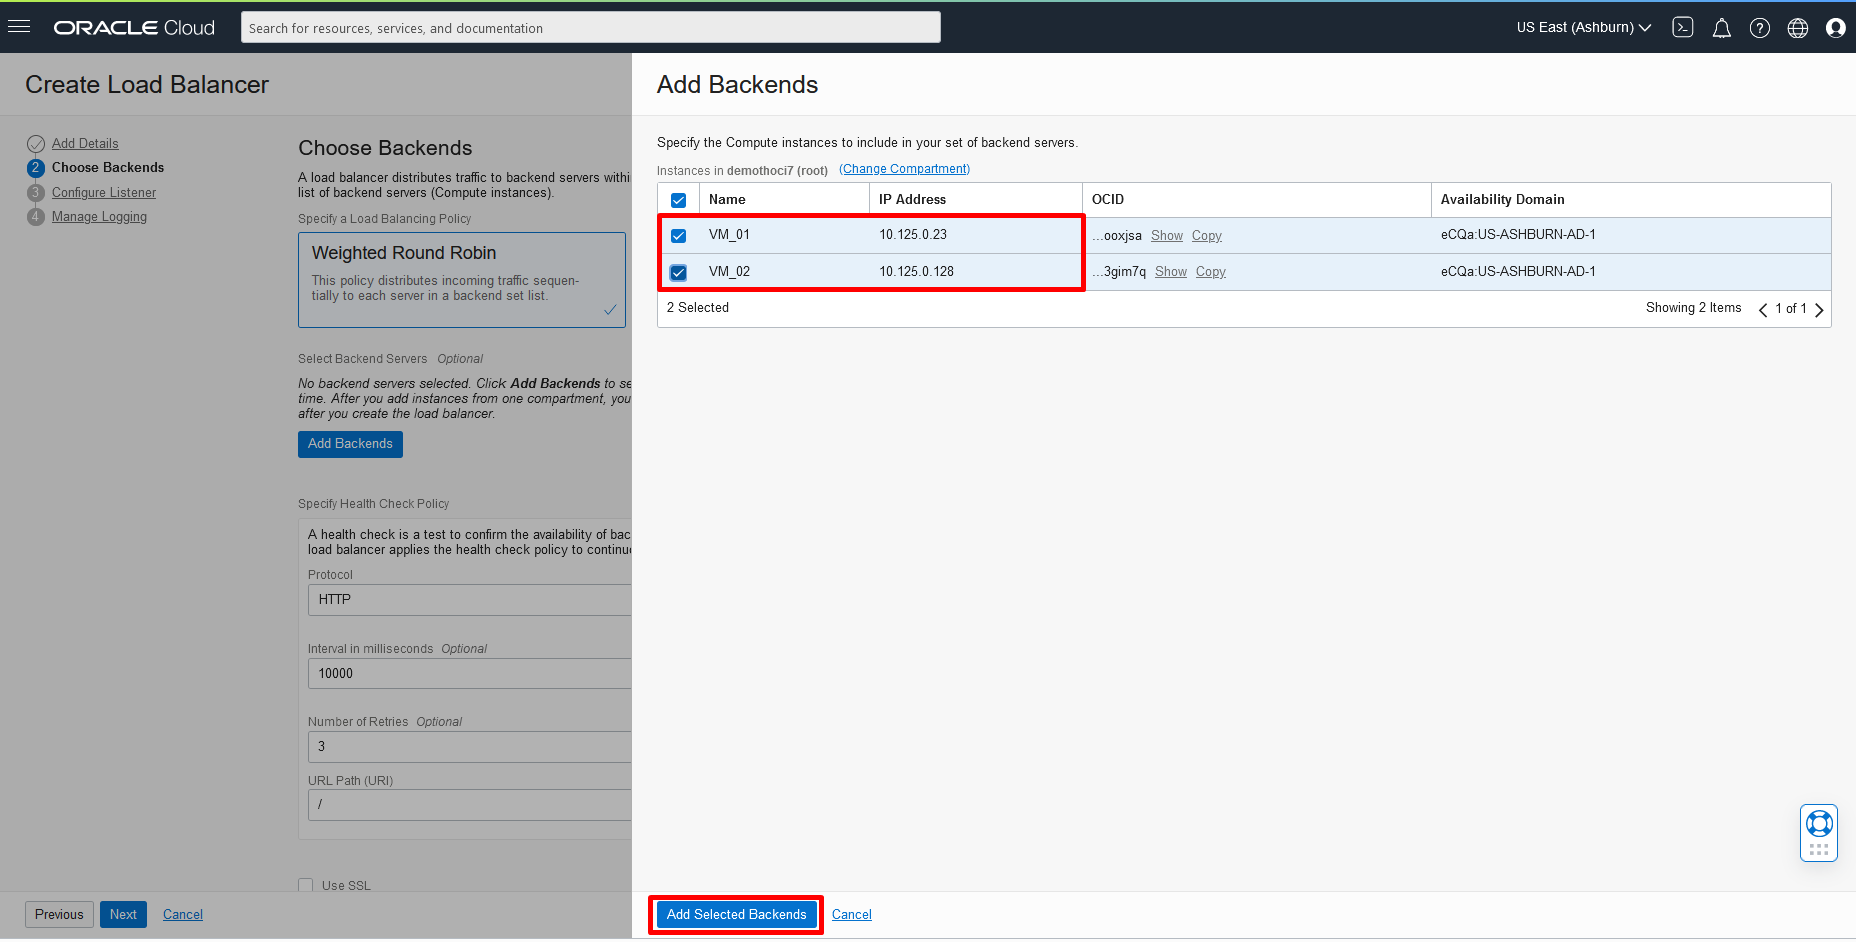 ORACLE Cloud
Search for resources, services, and documentation
US East (Ashburn)
Create Load Balancer
Add Details
2 Choose Backends
3 Configure Listener
4 Manage Logging
Choose Backends
A load balancer distributes traffic to backend servers withi
list of backend servers (Compute instances).
Specify a Load Balancing Policy
Weighted Round Robin
This policy distributes incoming traffic sequen-
tially to each server in a backend set list.
Select Backend Servers Optional
No backend servers selected. Click Add Backends to se
time. After you add instances from one compartment, you
after you create the load balancer.
Add Backends
Specify Health Check Policy
A health check is a test to confirm the availability of bac
load balancer applies the health check policy to continu
Protocol
HTTP
Interval in milliseconds Optional
10000
Number of Retries Optional
3
URL Path (URI)
/
Use SSL
Previous Next Cancel
Add Backends
Specify the Compute instances to include in your set of backend servers.
Instances in demothoci7 (root) (Change Compartment)
Name IP Address OCID Availability Domain
VM_01 10.125.0.23 ...ooxjsa Show Copy eCQa:US-ASHBURN-AD-1
VM_02 10.125.0.128 ...3gim7q Show Copy eCQa:US-ASHBURN-AD-1
2 Selected Showing 2 Items 1 of 1
Add Selected Backends Cancel